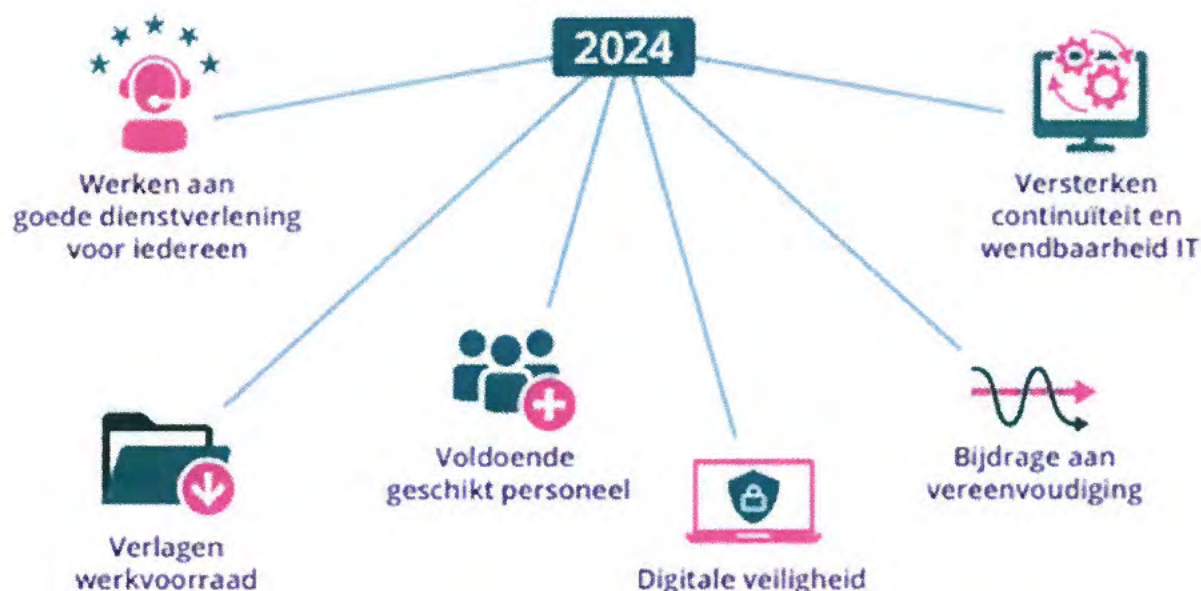 2024
Werken aan
goede dienstverlening
voor iedereen
Versterken
continuïteit en
wendbaarheid IT
Voldoende
geschikt personeel
Bijdrage aan
vereenvoudiging
Verlagen
werkvoorraad
Digitale veiligheid